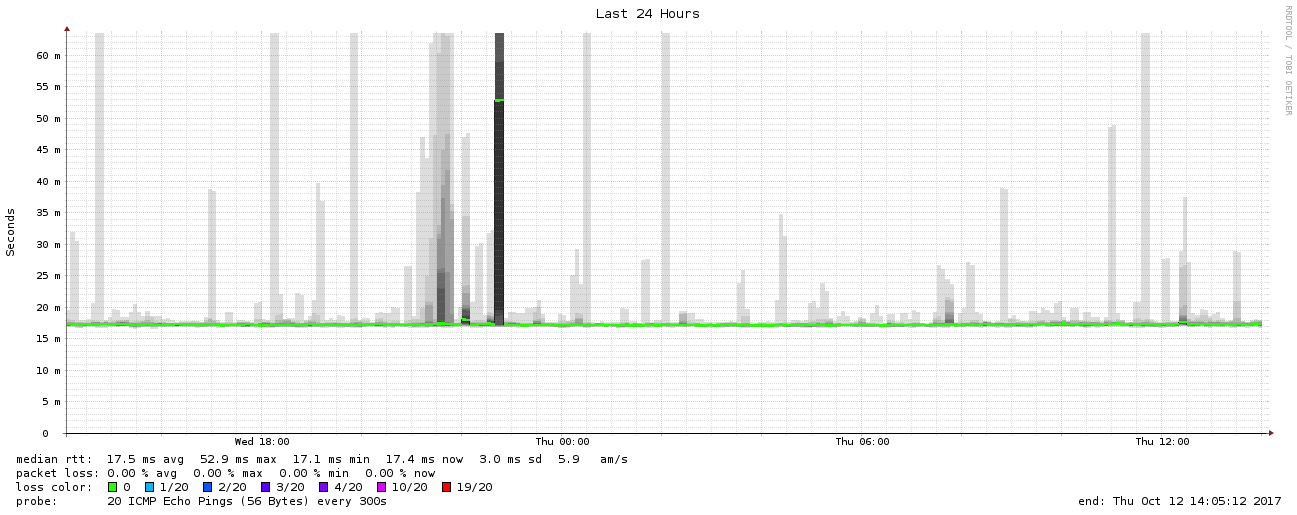 Last 24 Hours
RRDTOOL / TOBI OETIKER
Seconds
60 m
55 m
50 m
45 m
40 m
35 m
30 m
25 m
20 m
15 m
10 m
5 m
0
Wed 18:00 Thu 00:00 Thu 06:00 Thu 12:00
median rtt: 17.5 ms avg 52.9 ms max 17.1 ms min 17.4 ms now 3.0 ms sd 5.9 am/s
packet loss: 0.00 % avg 0.00 % max 0.00 % min 0.00 % now
loss color: 0 1/20 2/20 3/20 4/20 10/20 19/20
probe: 20 ICMP Echo Pings (56 Bytes) every 300s end: Thu Oct 12 14:05:12 2017